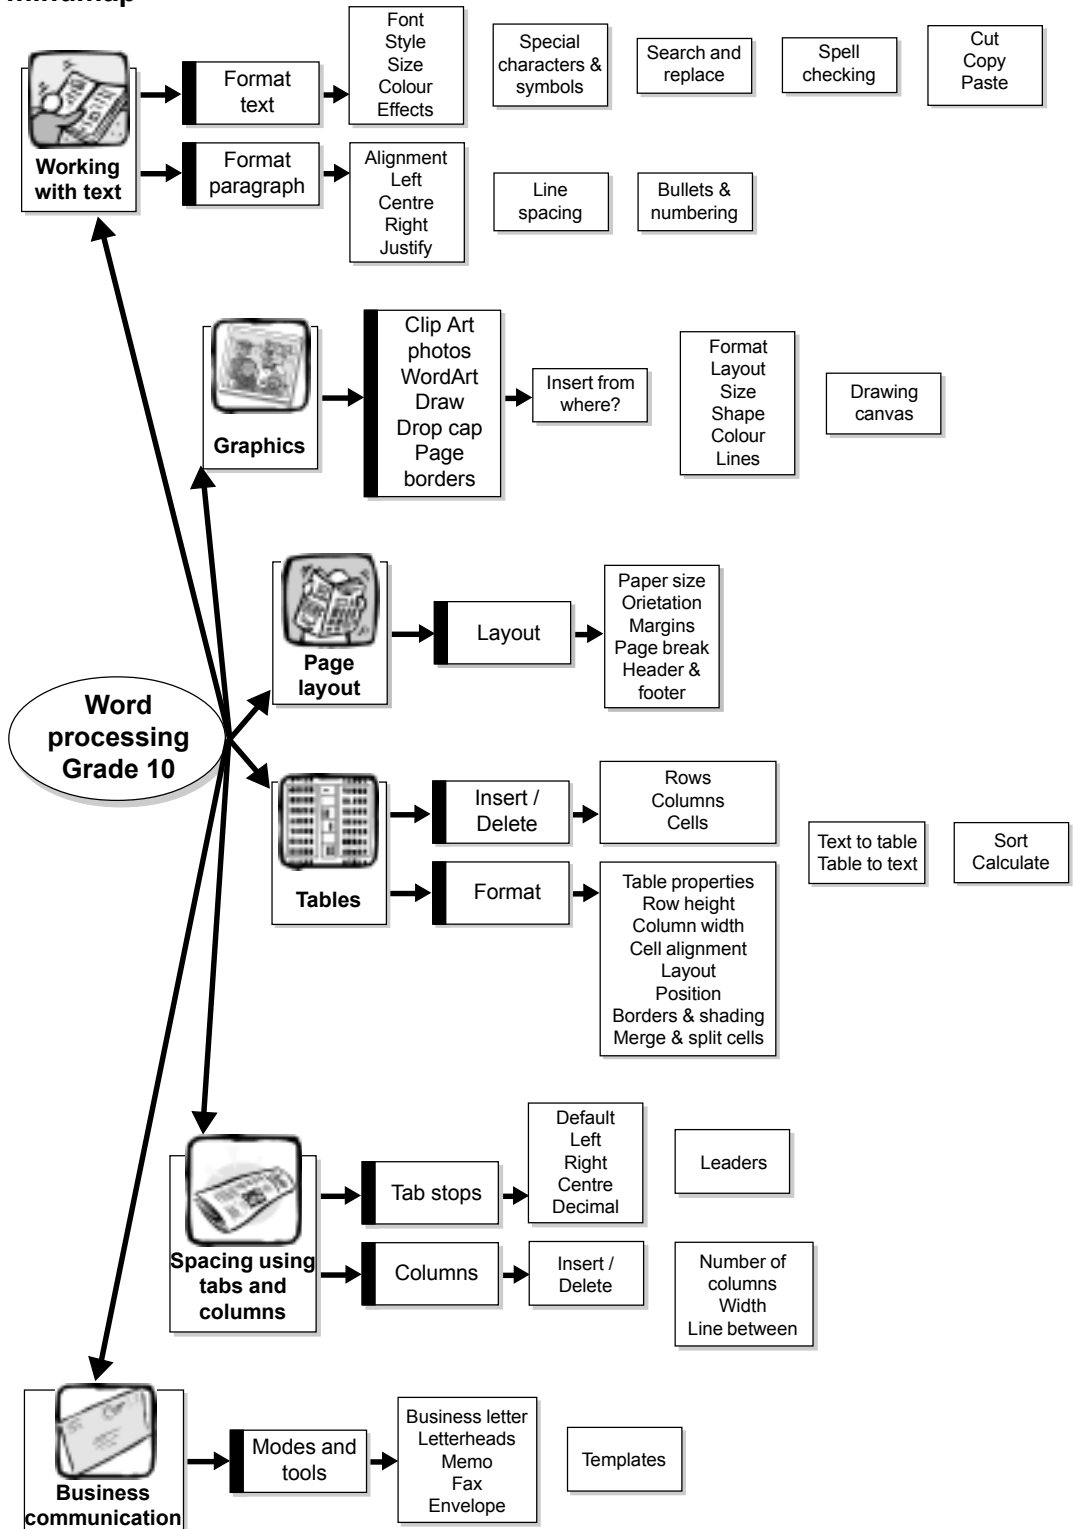 mindmap
Font
Style
Size
Colour
Effects
Special
characters &
symbols
Search and
replace
Spell
checking
Cut
Copy
Paste
Format
text
Working
with text
Format
paragraph
Alignment
Left
Centre
Right
Justify
Line
spacing
Bullets &
numbering
Graphics
Clip Art
photos
WordArt
Draw
Drop cap
Page
borders
Insert from
where?
Format
Layout
Size
Shape
Colour
Lines
Drawing
canvas
Page
layout
Layout
Paper size
Orietation
Margins
Page break
Header &
footer
Word
processing
Grade 10
Tables
Insert /
Delete
Rows
Columns
Cells
Format
Table properties
Row height
Column width
Cell alignment
Layout
Position
Borders & shading
Merge & split cells
Text to table
Table to text
Sort
Calculate
Spacing using
tabs and
columns
Tab stops
Default
Left
Right
Centre
Decimal
Leaders
Columns
Insert /
Delete
Number of
columns
Width
Line between
Business
communication
Modes and
tools
Business letter
Letterheads
Memo
Fax
Envelope
Templates